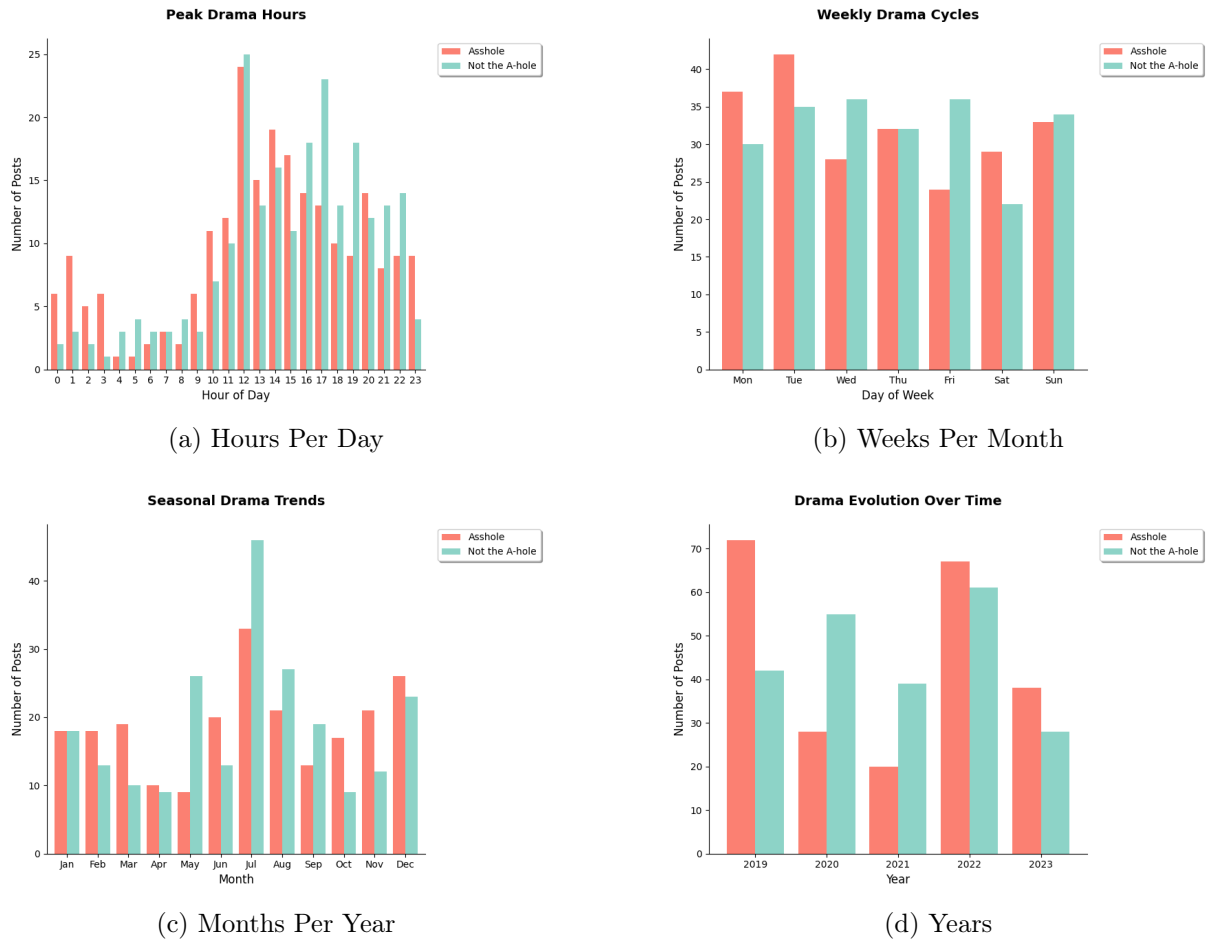 Peak Drama Hours
Asshole
Not the A-hole
Number of Posts
25
20
15
10
5
0
0 1 2 3 4 5 6 7 8 9 10 11 12 13 14 15 16 17 18 19 20 21 22 23
Hour of Day
(a) Hours Per Day
Weekly Drama Cycles
Asshole
Not the A-hole
Number of Posts
40
35
30
25
20
15
10
5
0
Mon Tue Wed Thu Fri Sat Sun
Day of Week
(b) Weeks Per Month
Seasonal Drama Trends
Asshole
Not the A-hole
Number of Posts
40
30
20
10
0
Jan Feb Mar Apr May Jun Jul Aug Sep Oct Nov Dec
Month
(c) Months Per Year
Drama Evolution Over Time
Asshole
Not the A-hole
Number of Posts
70
60
50
40
30
20
10
0
2019 2020 2021 2022 2023
Year
(d) Years